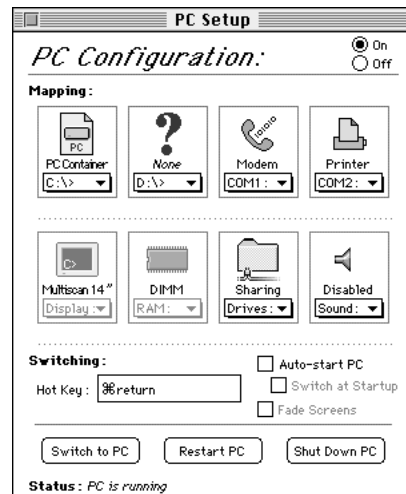 PC Setup
PC Configuration:
On
Off
Mapping:
PC
PC Container
None
Modem
Printer
C:\>
D:\>
COM1:
COM2:
C>
Multiscan 14"
DIMM
Sharing
Disabled
Display:
RAM:
Drives:
Sound:
Switching:
Auto-start PC
Hot Key: ⌘return
Switch at Startup
Fade Screens
Switch to PC
Restart PC
Shut Down PC
Status: PC is running